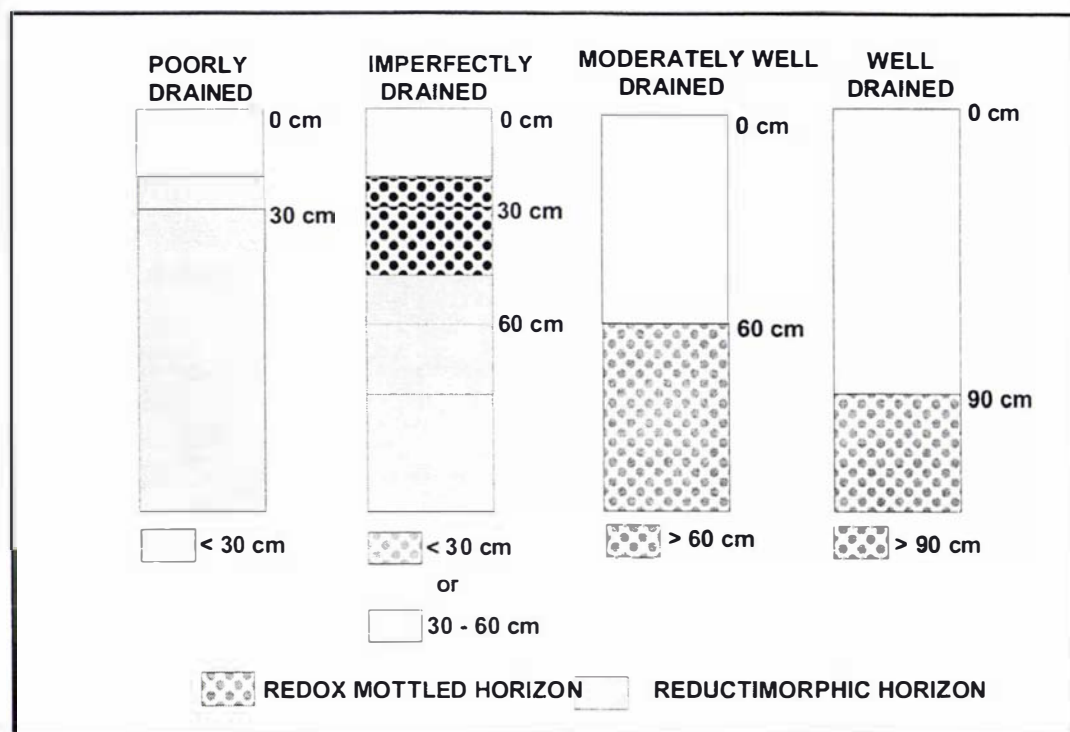 POORLY
DRAINED
0 cm
30 cm
< 30 cm
IMPERFECTLY
DRAINED
0 cm
30 cm
60 cm
< 30 cm
or
30 - 60 cm
MODERATELY WELL
DRAINED
0 cm
60 cm
> 60 cm
WELL
DRAINED
0 cm
90 cm
> 90 cm
REDOX MOTTLED HORIZON
REDUCTIMORPHIC HORIZON